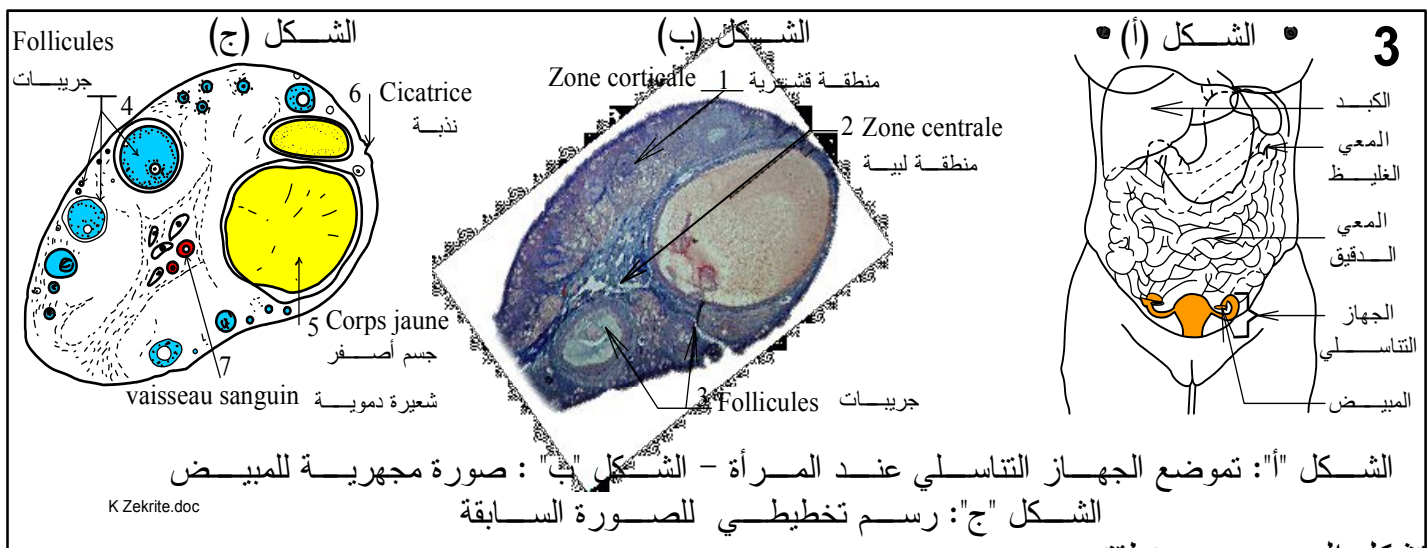 3
الشكل (أ)
الكبد
المعي
الغليظ
المعي
الدقيق
الجهاز
التناسلي
المبيض
الشكل (ب)
Zone corticale 1 منطقة قشرية
2 Zone centrale
منطقة لبية
3 Follicules جريبات
الشكل (ج)
Follicules
جريبات
4
6 Cicatrice
ندبة
5 Corps jaune
جسم أصفر
7
vaisseau sanguin شعيرة دموية
الشكل "أ": تموضع الجهاز التناسلي عند المرأة – الشكل "ب" : صورة مجهرية للمبيض
الشكل "ج": رسم تخطيطي للصورة السابقة
K Zekrite.doc